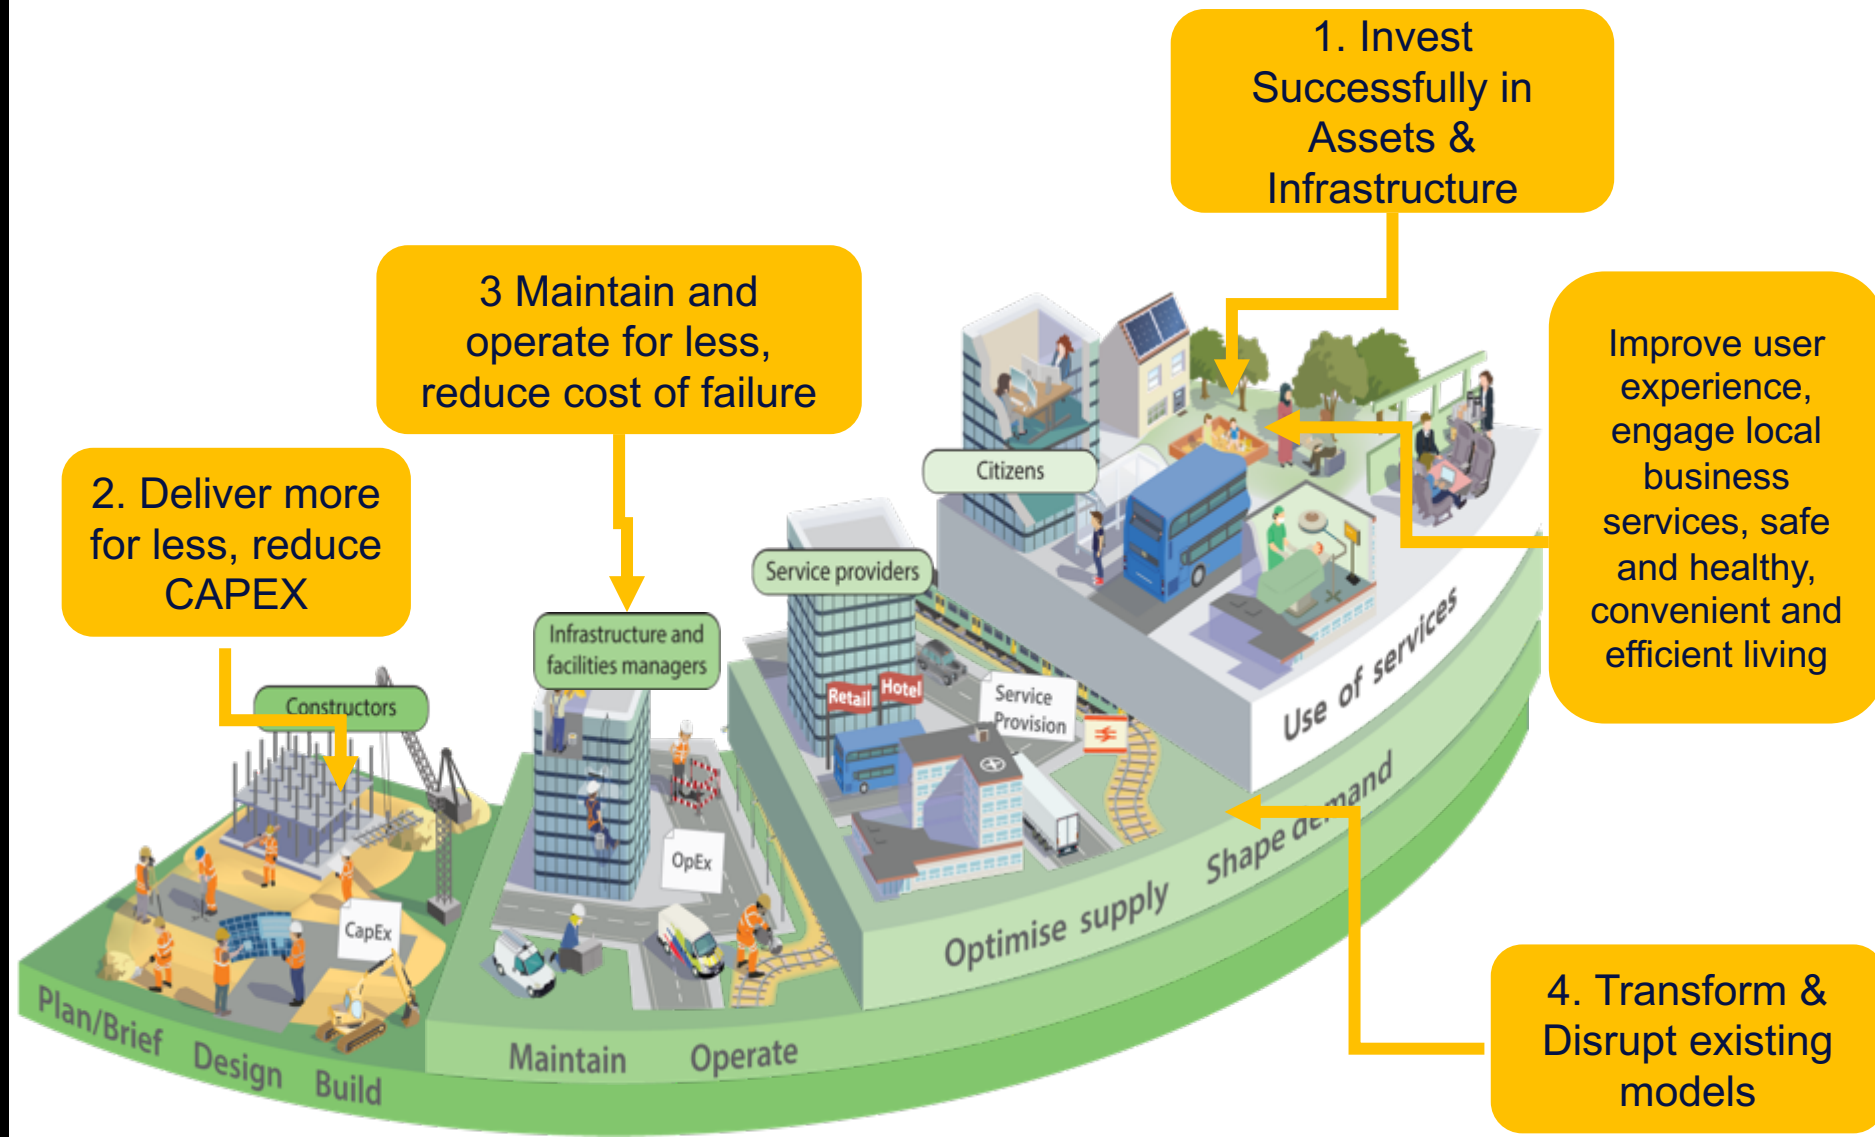 1. Invest
Successfully in
Assets &
Infrastructure
3 Maintain and
operate for less,
reduce cost of failure
Improve user
experience,
engage local
business
services, safe
and healthy,
convenient and
efficient living
2. Deliver more
for less, reduce
CAPEX
Citizens
Service providers
Infrastructure and
facilities managers
Constructors
Retail
Hotel
Service
Provision
OpEx
CapEx
Use of services
Shape demand
Optimise supply
Plan/Brief
Design
Build
Maintain
Operate
4. Transform &
Disrupt existing
models